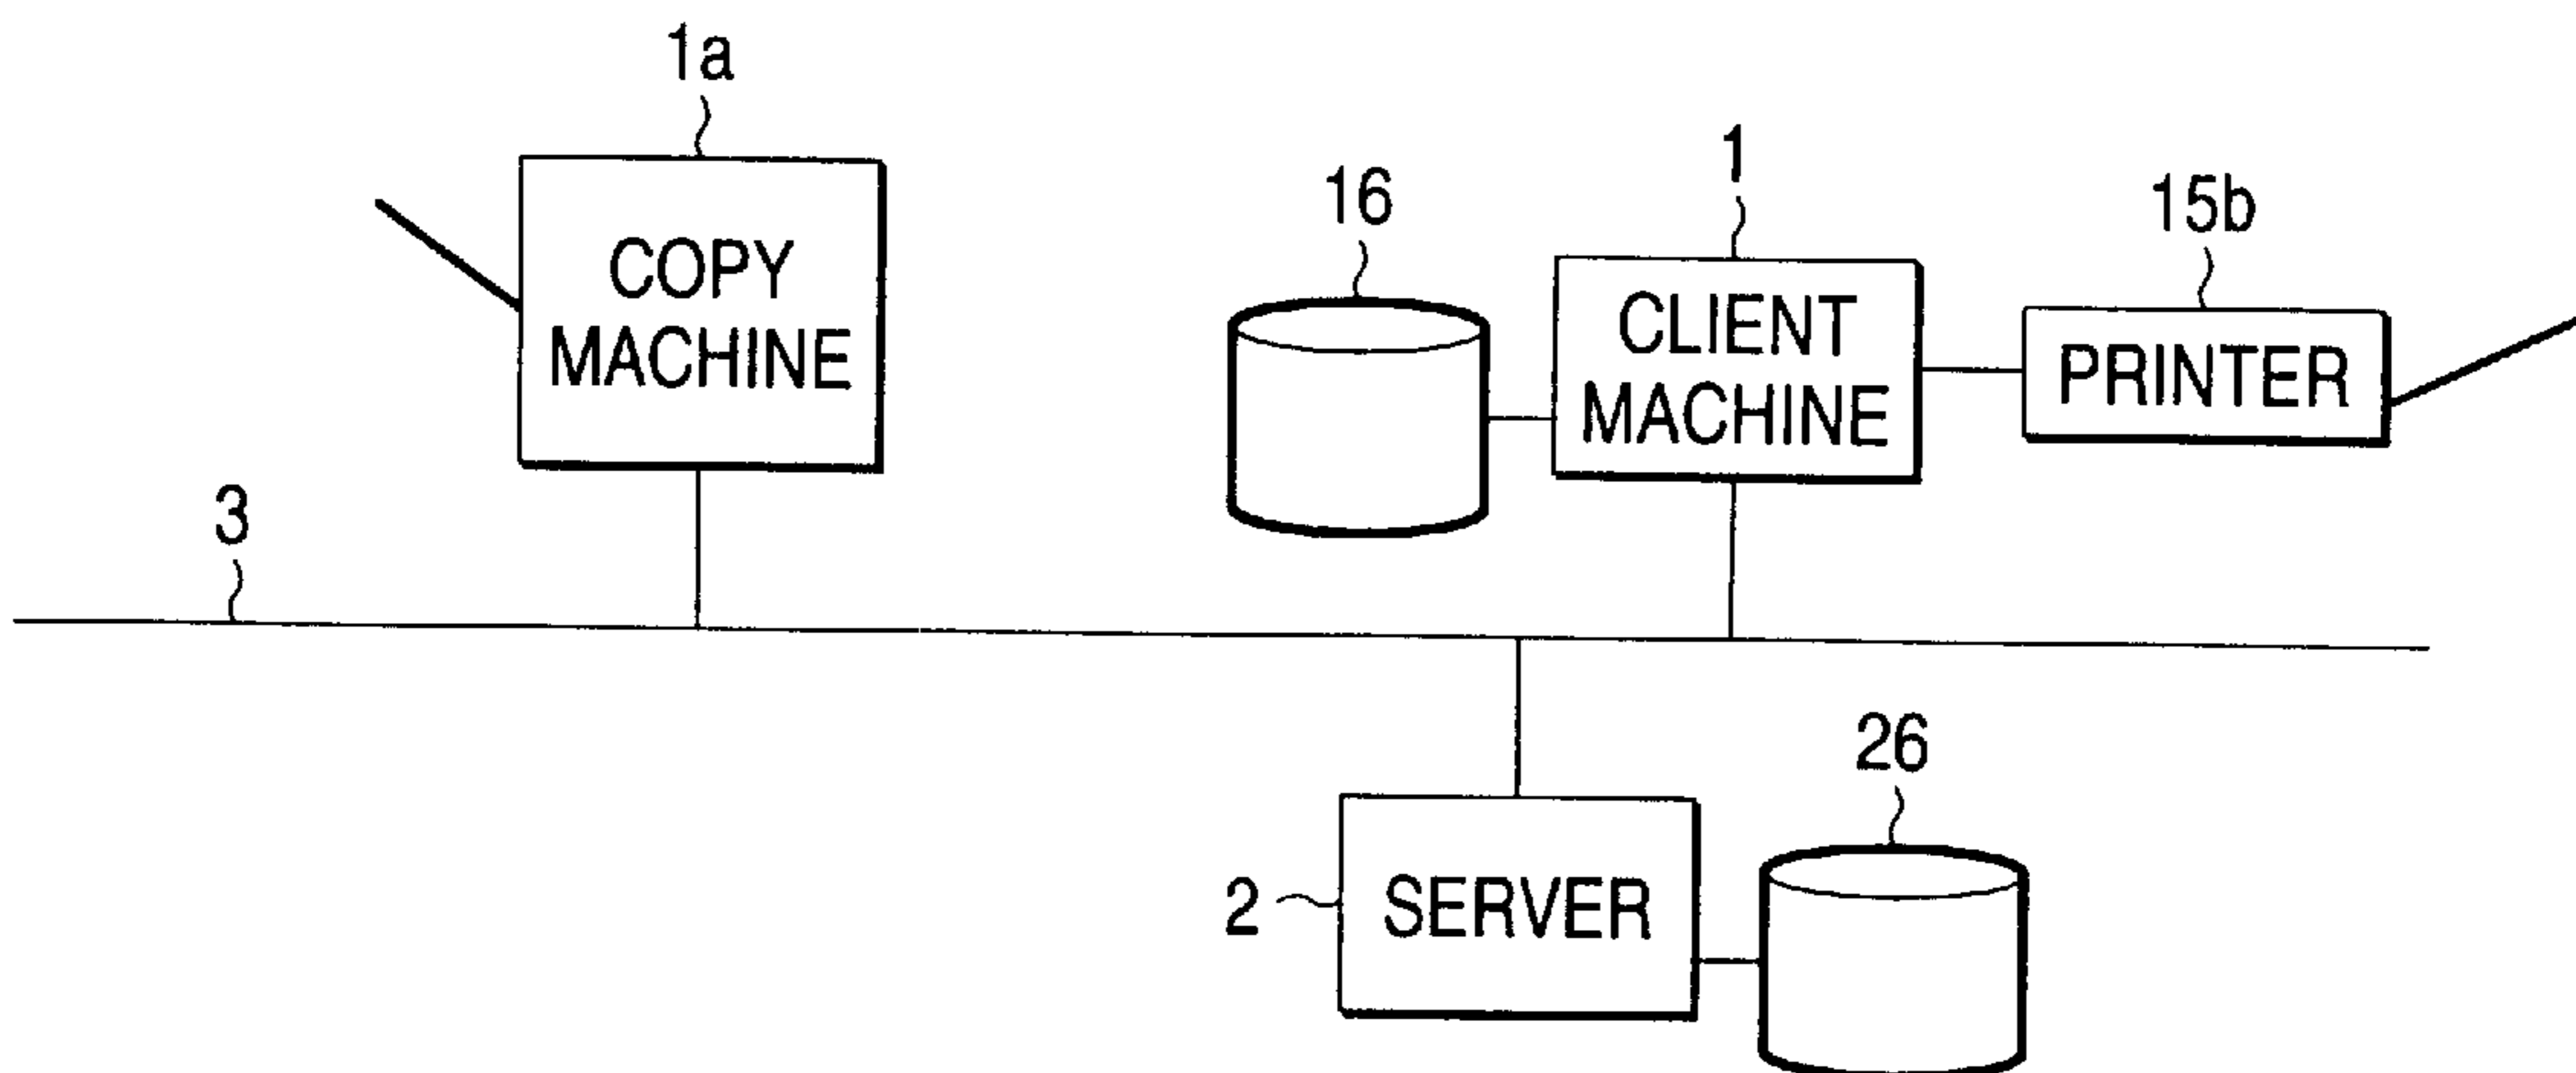 1a
COPY
MACHINE
16
1
CLIENT
MACHINE
15b
PRINTER
3
2
SERVER
26